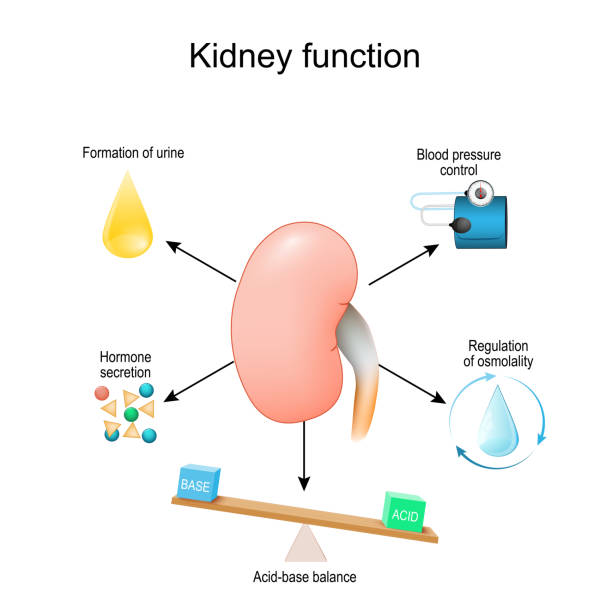 Kidney function
Formation of urine
Blood pressure
control
Hormone
secretion
Regulation
of osmolality
BASE
ACID
Acid-base balance